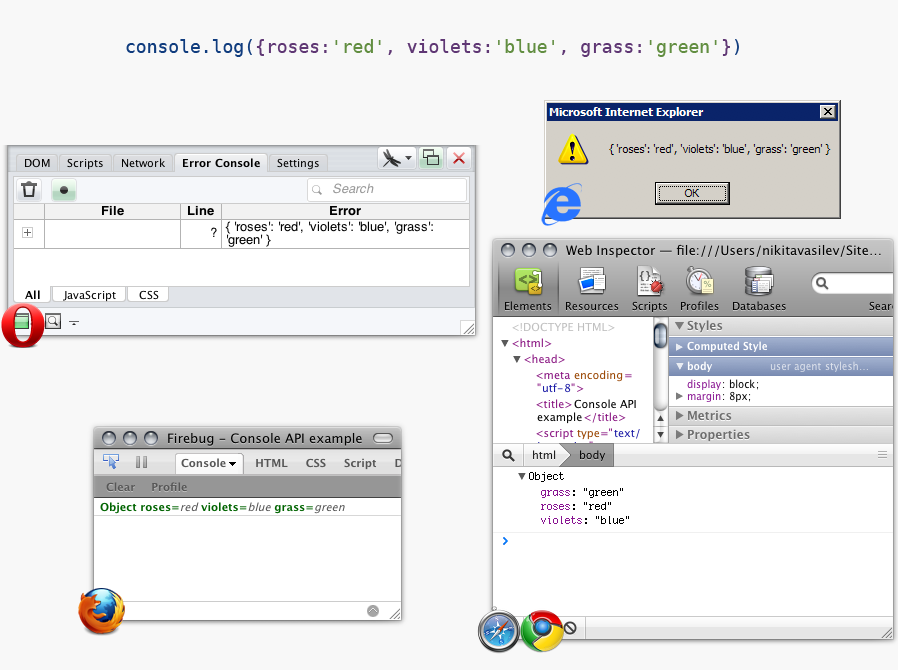 console.log({roses:'red', violets:'blue', grass:'green'})
Microsoft Internet Explorer
{ 'roses': 'red', 'violets': 'blue', 'grass': 'green' }
OK
DOM Scripts Network Error Console Settings
Search
File Line Error
? { 'roses': 'red', 'violets': 'blue', 'grass':
'green' }
All JavaScript CSS
Web Inspector — file:///Users/nikitavasilev/Site...
Elements Resources Scripts Profiles Databases Sear
<!DOCTYPE HTML>
<html>
<head>
<meta encoding=
"utf-8">
<title>Console API
example</title>
<script type="text/
Styles
Computed Style
body user agent stylesh...
display: block;
margin: 8px;
Metrics
Properties
html body
Object
grass: "green"
roses: "red"
violets: "blue"
Firebug - Console API example
Console HTML CSS Script D
Clear Profile
Object roses=red violets=blue grass=green